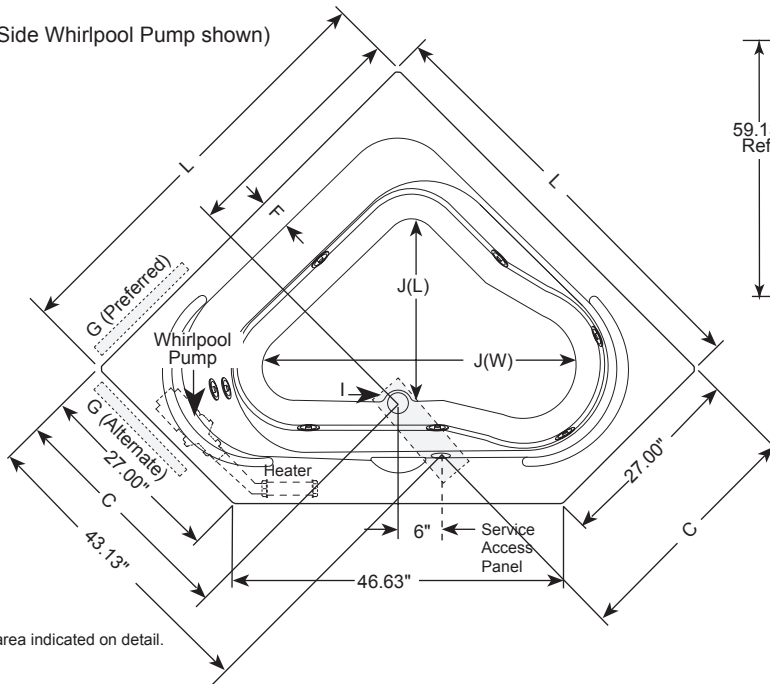 Side Whirlpool Pump shown)
L
L
59.1
Ref
F
G (Preferred)
J(L)
Whirlpool
Pump
J(W)
I
G (Alternate)
27.00"
Heater
27.00"
C
C
43.13"
6"
Service
Access
Panel
46.63"
area indicated on detail.